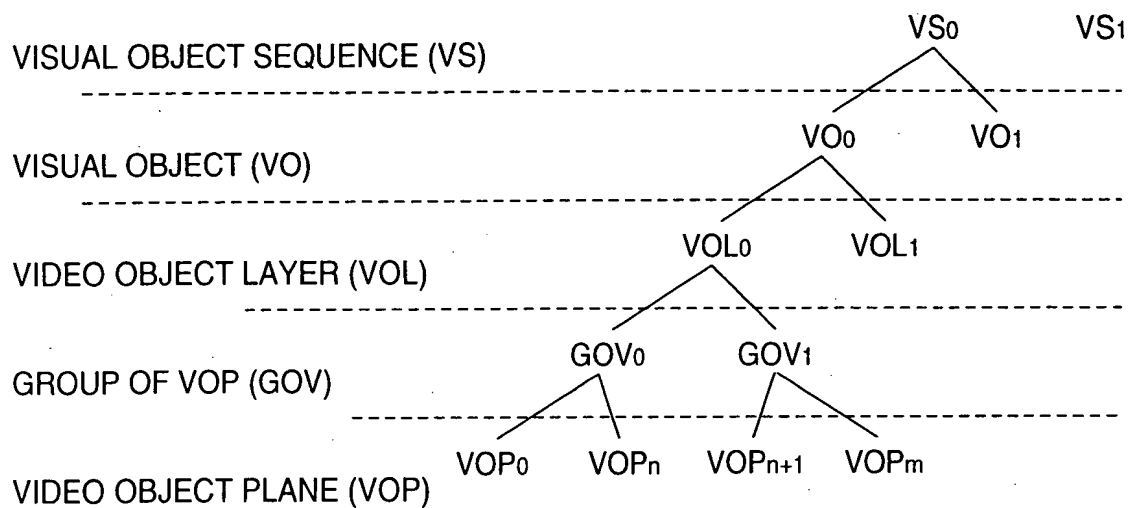 VS0 VS1
VISUAL OBJECT SEQUENCE (VS)
VO0 VO1
VISUAL OBJECT (VO)
VOL0 VOL1
VIDEO OBJECT LAYER (VOL)
GOV0 GOV1
GROUP OF VOP (GOV)
VOP0 VOPn VOPn+1 VOPm
VIDEO OBJECT PLANE (VOP)